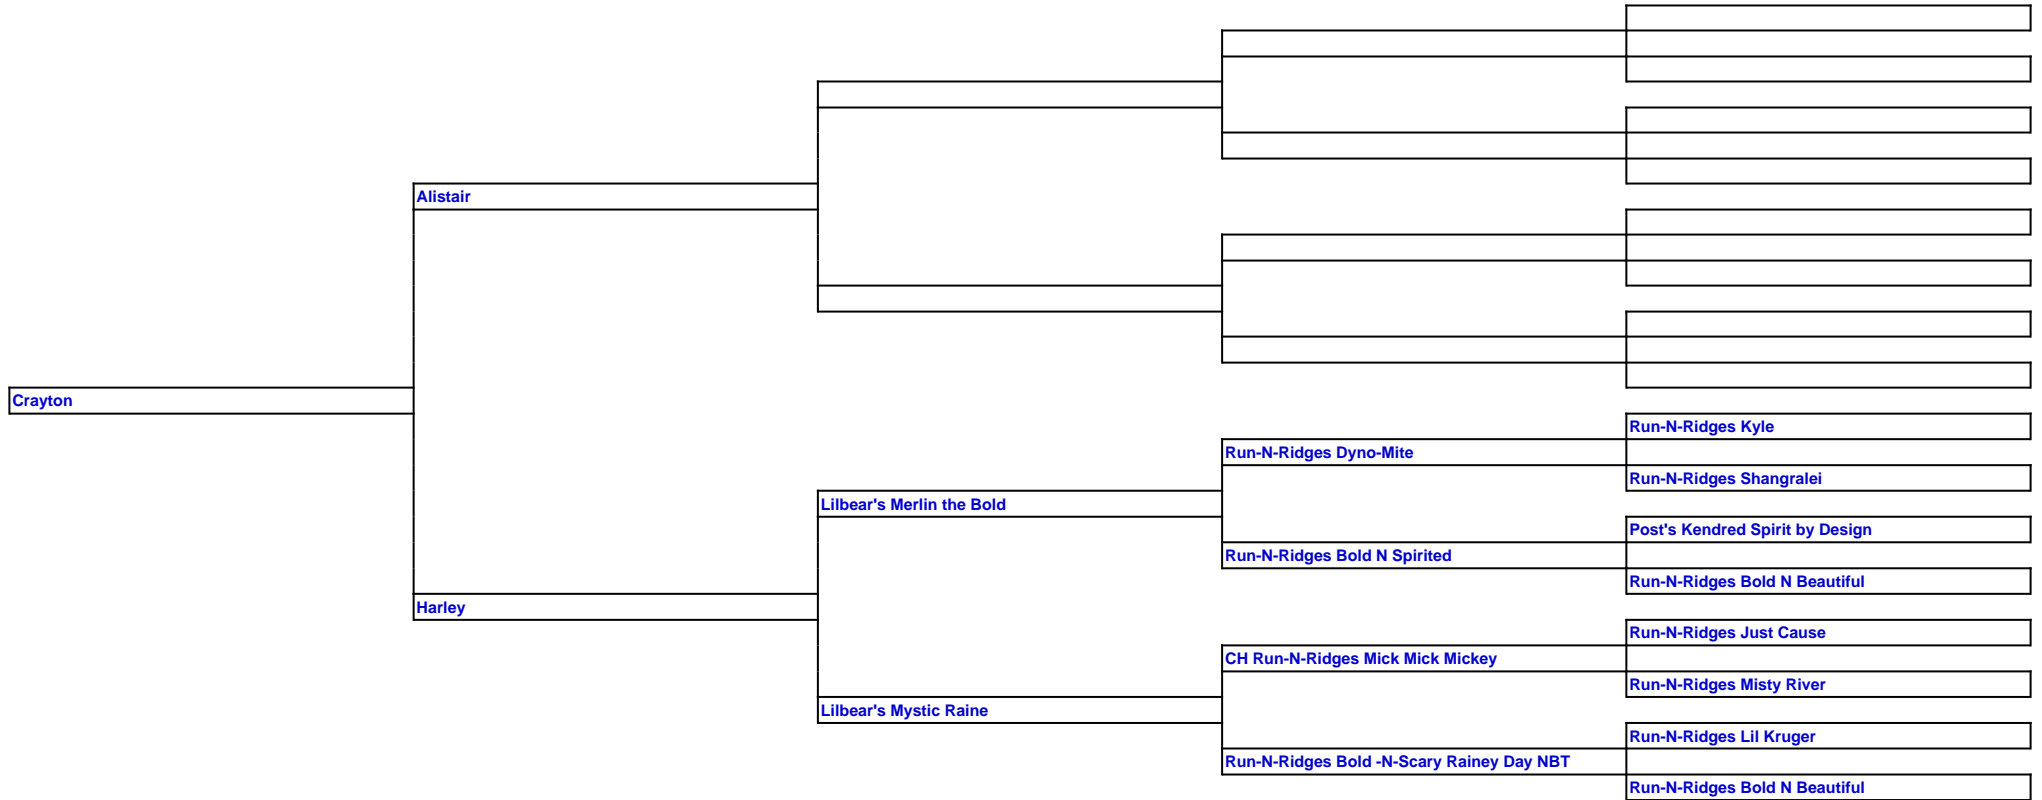 Alistair
Crayton
Run-N-Ridges Kyle
Run-N-Ridges Dyno-Mite
Run-N-Ridges Shangralei
Lilbear's Merlin the Bold
Post's Kendred Spirit by Design
Run-N-Ridges Bold N Spirited
Run-N-Ridges Bold N Beautiful
Harley
Run-N-Ridges Just Cause
CH Run-N-Ridges Mick Mick Mickey
Run-N-Ridges Misty River
Lilbear's Mystic Raine
Run-N-Ridges Lil Kruger
Run-N-Ridges Bold -N-Scary Rainey Day NBT
Run-N-Ridges Bold N Beautiful